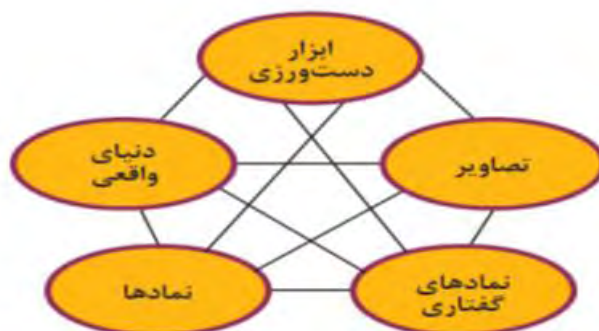 ابزار
دست‌ورزی
دنیای
واقعی
تصاویر
نمادها
نمادهای
گفتاری